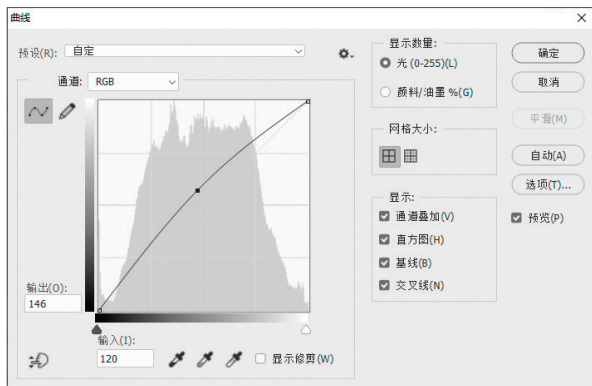 曲线
预设(R): 自定
通道: RGB
输出(O):
146
输入(I):
120
显示修剪(W)
显示数量:
光 (0-255)(L)
颜料/油墨 %(G)
网格大小:
显示:
通道叠加(V)
直方图(H)
基线(B)
交叉线(N)
确定
取消
平滑(M)
自动(A)
选项(T)...
预览(P)